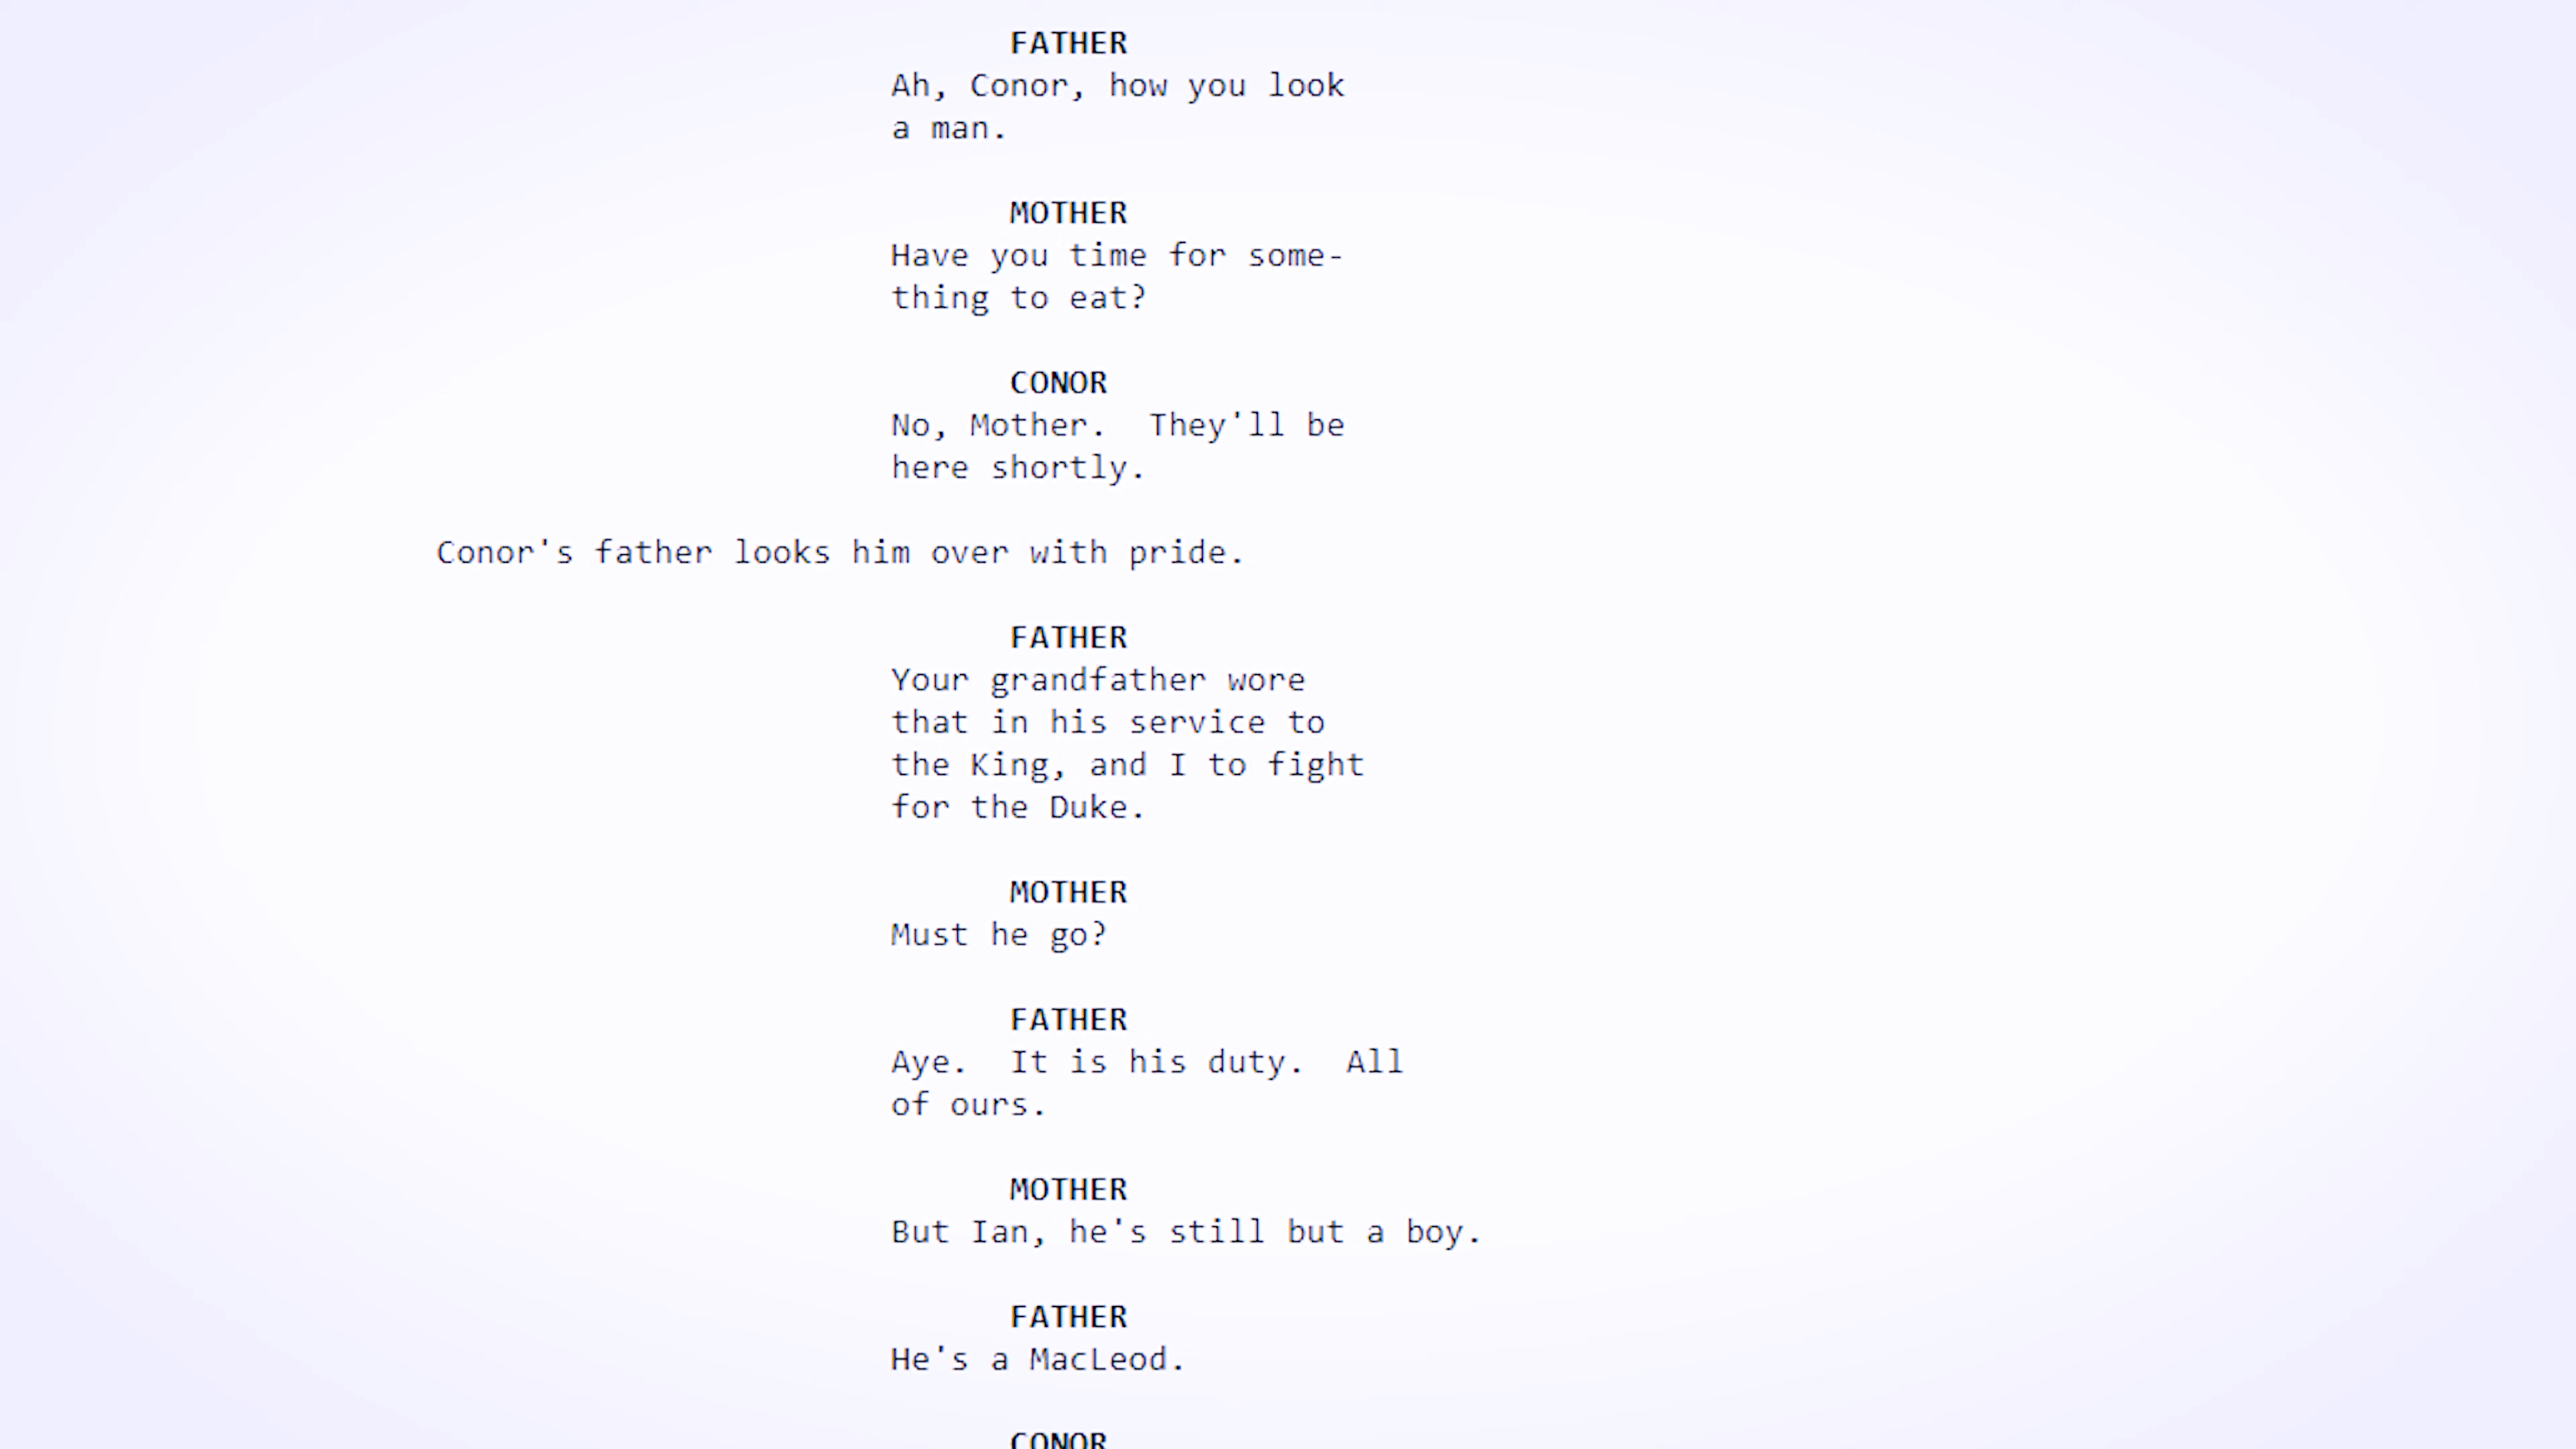 FATHER
Ah, Conor, how you look
a man.
MOTHER
Have you time for some-
thing to eat?
CONOR
No, Mother.  They'll be
here shortly.
Conor's father looks him over with pride.
FATHER
Your grandfather wore
that in his service to
the King, and I to fight
for the Duke.
MOTHER
Must he go?
FATHER
Aye.  It is his duty.  All
of ours.
MOTHER
But Ian, he's still but a boy.
FATHER
He's a MacLeod.
CONOR